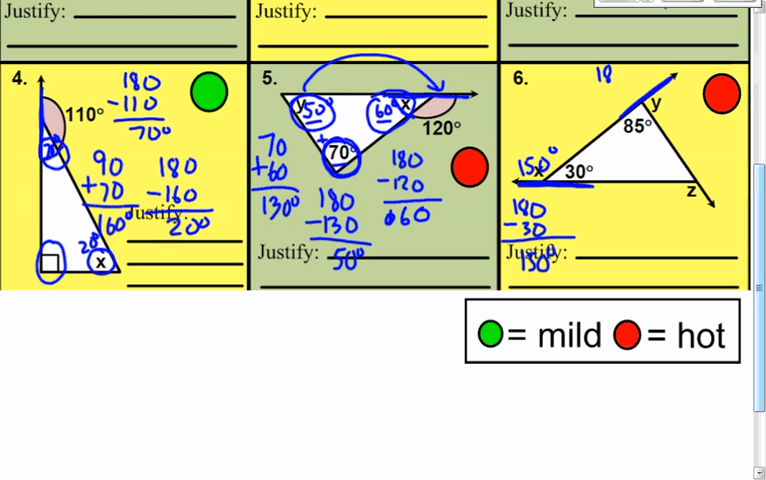 Justify:
Justify:
Justify:
4.
180
-110
70°
110°
70°
90
+70
160°
180
-160
20°
Justify:
20°
x
5.
y
50°
60°
x
120°
70°
70
+60
130°
180
-120
60
180
-130
50°
Justify:
6.
18
y
85°
150°
x
30°
z
180
-30
150°
Justify:
= mild
= hot